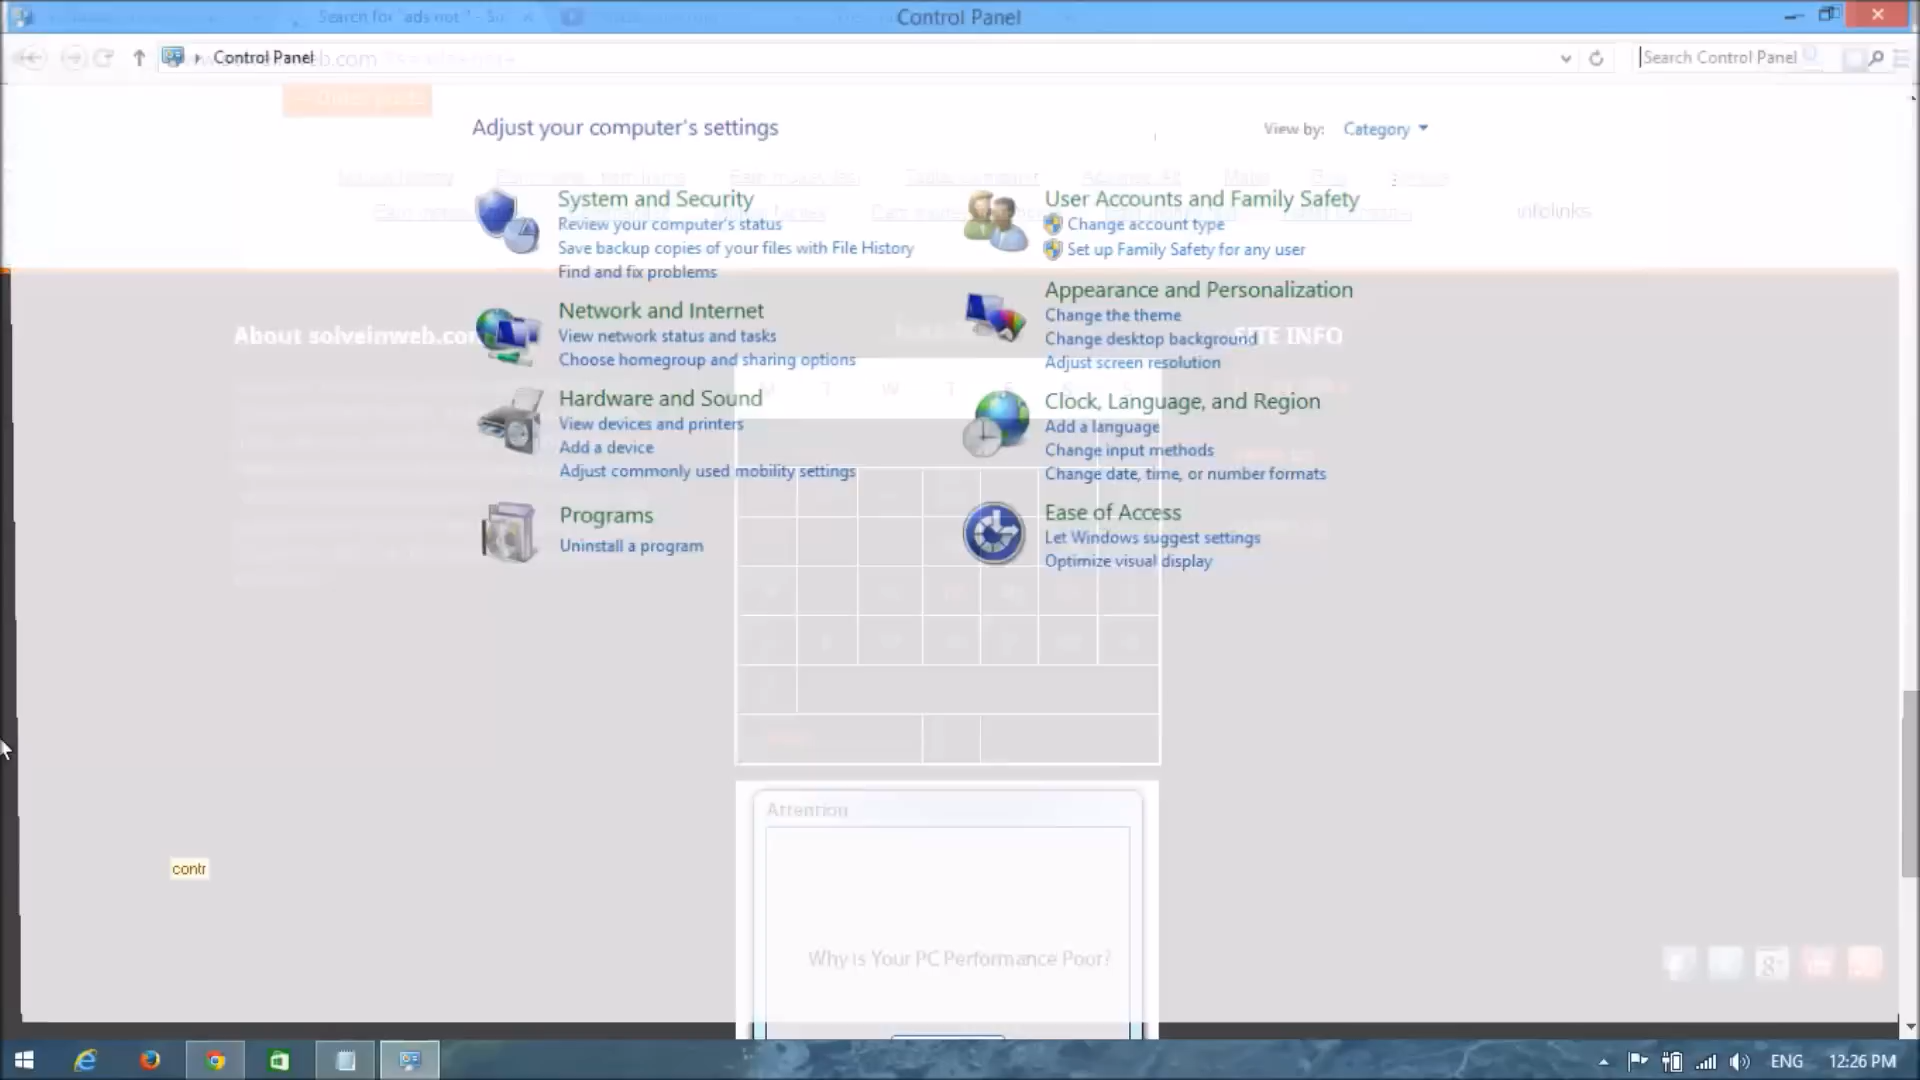 Search for "ads not
Control Panel
Control Panel
Search Control Panel
Adjust your computer's settings
View by: Category
System and Security
Review your computer's status
Save backup copies of your files with File History
Find and fix problems
User Accounts and Family Safety
Change account type
Set up Family Safety for any user
infolinks
Network and Internet
View network status and tasks
Choose homegroup and sharing options
Appearance and Personalization
Change the theme
Change desktop background
Adjust screen resolution
About solveinweb.com
SITE INFO
Hardware and Sound
View devices and printers
Add a device
Adjust commonly used mobility settings
Clock, Language, and Region
Add a language
Change input methods
Change date, time, or number formats
Programs
Uninstall a program
Ease of Access
Let Windows suggest settings
Optimize visual display
Attention
contr
Why is Your PC Performance Poor?
ENG
12:26 PM